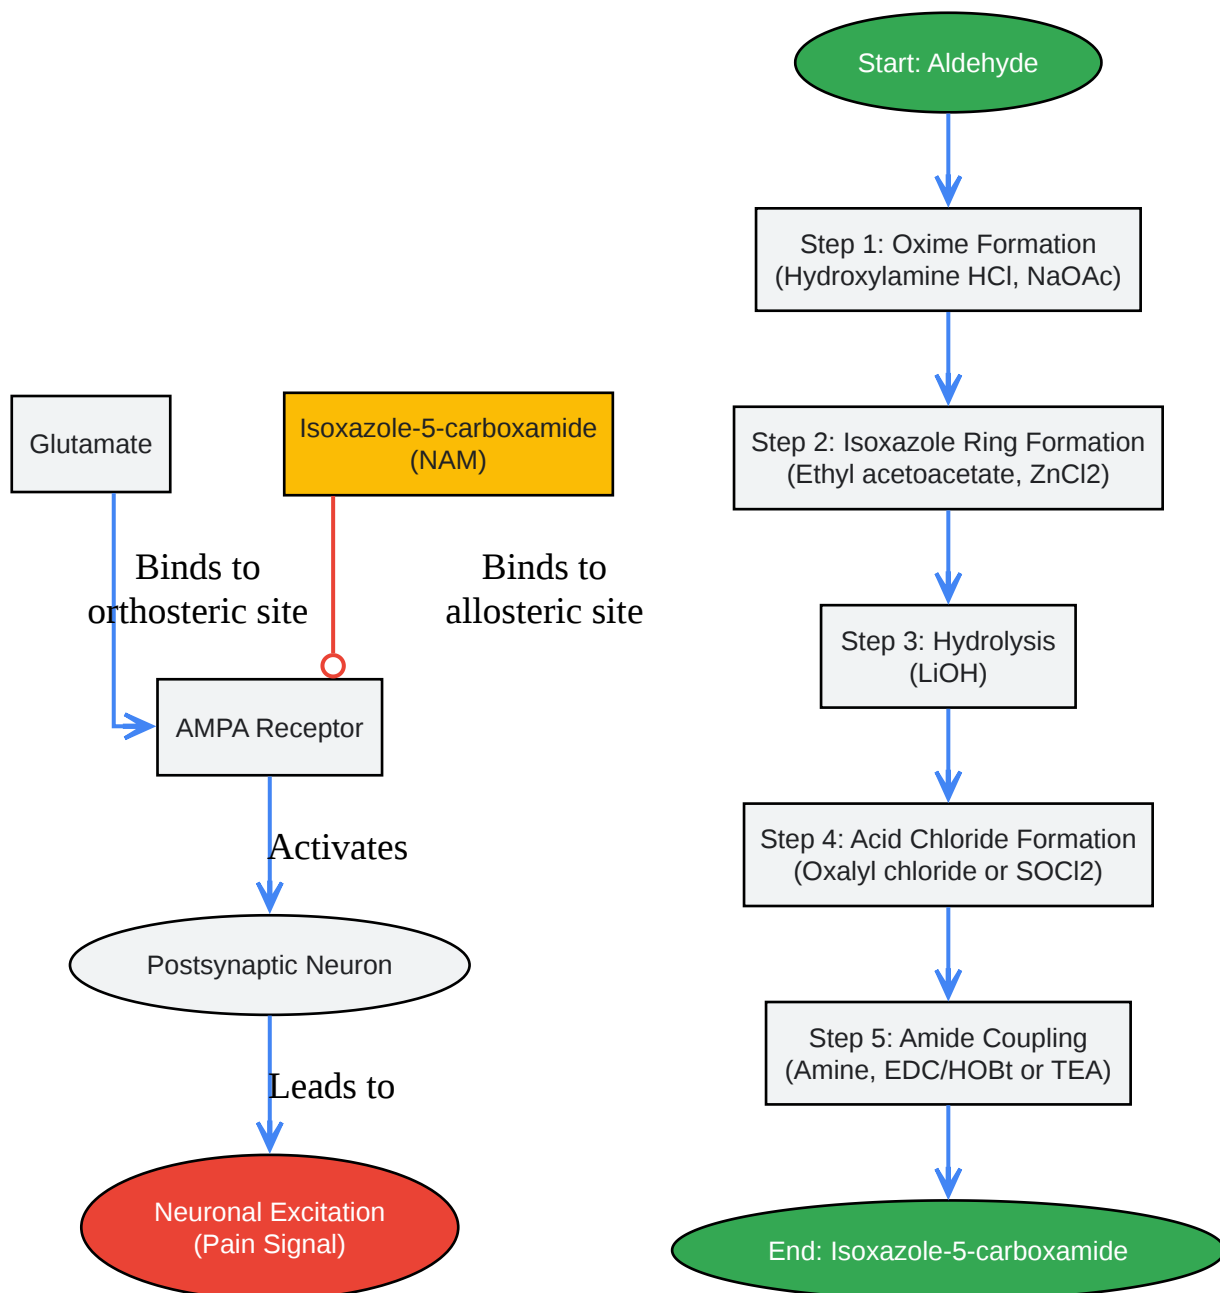 Glutamate
Isoxazole-5-carboxamide
(NAM)
Binds to
orthosteric site
Binds to
allosteric site
AMPA Receptor
Activates
Postsynaptic Neuron
Leads to
Neuronal Excitation
(Pain Signal)
Start: Aldehyde
Step 1: Oxime Formation
(Hydroxylamine HCl, NaOAc)
Step 2: Isoxazole Ring Formation
(Ethyl acetoacetate, ZnCl2)
Step 3: Hydrolysis
(LiOH)
Step 4: Acid Chloride Formation
(Oxalyl chloride or SOCl2)
Step 5: Amide Coupling
(Amine, EDC/HOBt or TEA)
End: Isoxazole-5-carboxamide